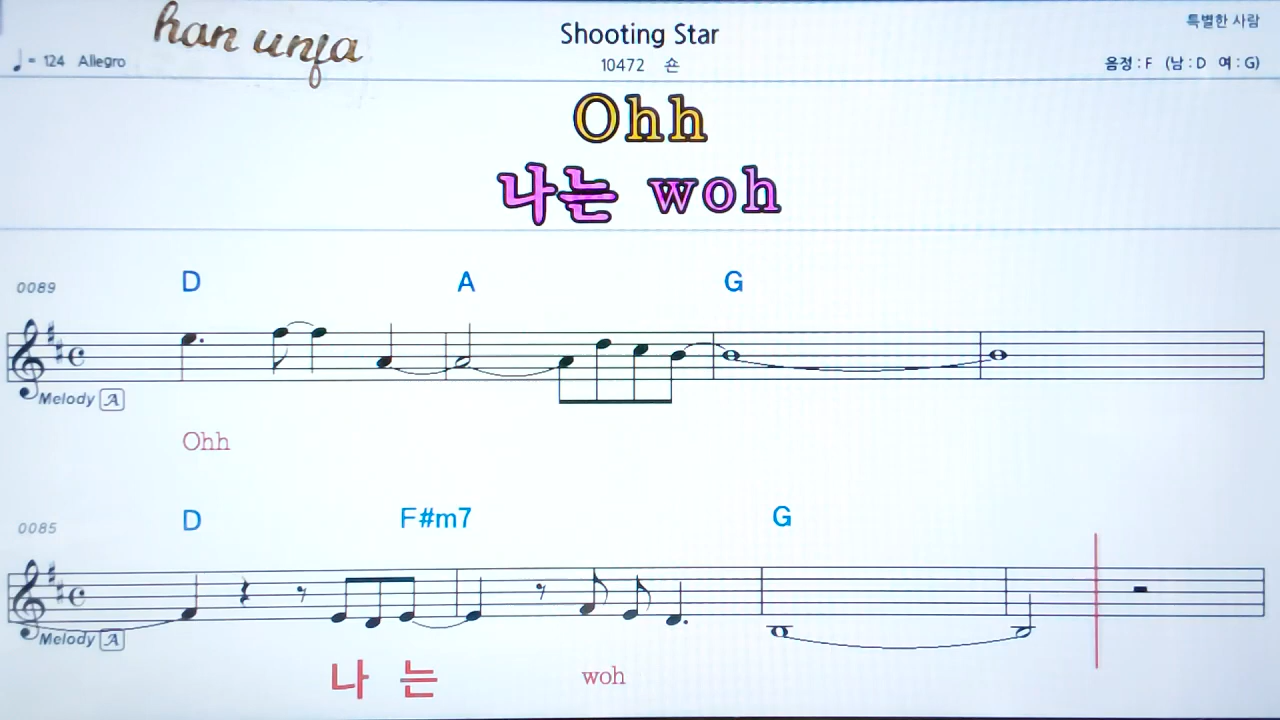 han unfa
Shooting Star
특별한 사람
♩= 124 Allegro
10472 숀
음정 : F (남 : D 여 : G)
Ohh
나는 woh
0089
D A G
Melody A
Ohh
0085
D F#m7 G
Melody A
나 는 woh